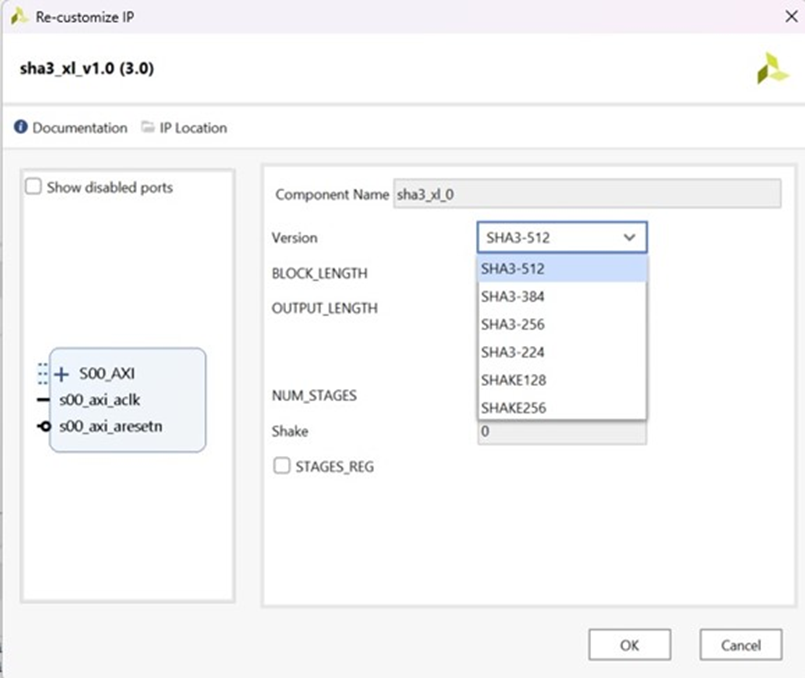 Re-customize IP
sha3_xl_v1.0 (3.0)
Documentation IP Location
Show disabled ports
S00_AXI
s00_axi_aclk
s00_axi_aresetn
Component Name sha3_xl_0
Version SHA3-512
SHA3-512
BLOCK_LENGTH
SHA3-384
OUTPUT_LENGTH
SHA3-256
SHA3-224
SHAKE128
NUM_STAGES
SHAKE256
Shake 0
STAGES_REG
OK Cancel